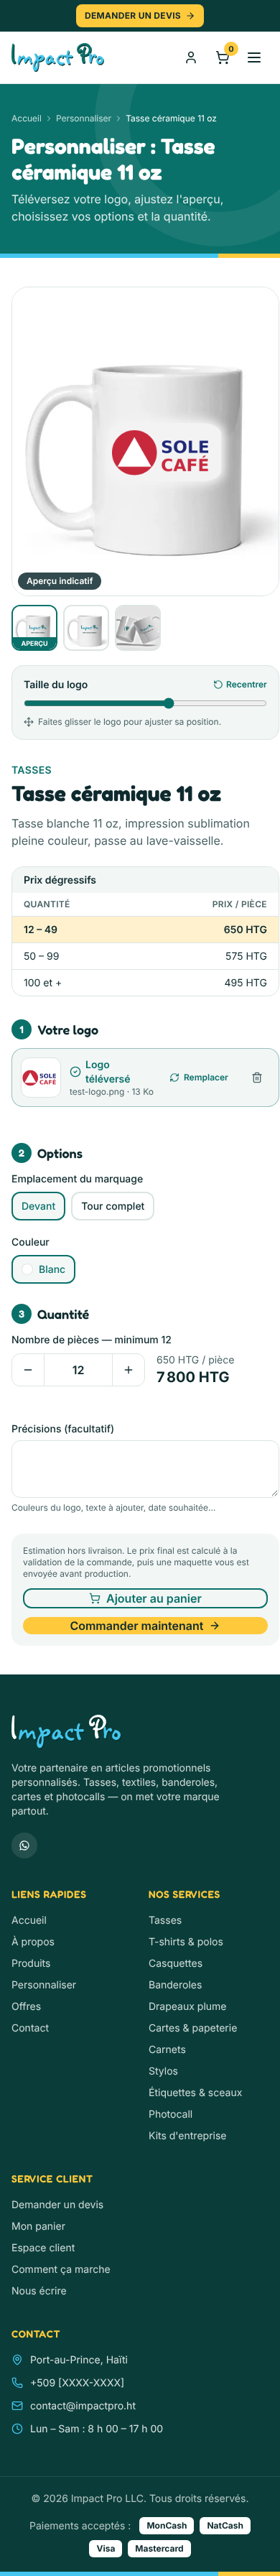 DEMANDER UN DEVIS →
Impact Pro
0
Accueil > Personnaliser > Tasse céramique 11 oz
Personnaliser : Tasse
céramique 11 oz
Téléversez votre logo, ajustez l'aperçu,
choisissez vos options et la quantité.
SOLE
CAFÉ
Aperçu indicatif
APERÇU
Taille du logo
Recentrer
Faites glisser le logo pour ajuster sa position.
TASSES
Tasse céramique 11 oz
Tasse blanche 11 oz, impression sublimation
pleine couleur, passe au lave-vaisselle.
Prix dégressifs
QUANTITÉ PRIX / PIÈCE
12 – 49 650 HTG
50 – 99 575 HTG
100 et + 495 HTG
1 Votre logo
SOLE
CAFÉ
Logo
téléversé
test-logo.png · 13 Ko
Remplacer
2 Options
Emplacement du marquage
Devant Tour complet
Couleur
Blanc
3 Quantité
Nombre de pièces — minimum 12
− 12 +
650 HTG / pièce
7 800 HTG
Précisions (facultatif)
Couleurs du logo, texte à ajouter, date souhaitée...
Estimation hors livraison. Le prix final est calculé à la
validation de la commande, puis une maquette vous est
envoyée avant production.
Ajouter au panier
Commander maintenant →
Impact Pro
Votre partenaire en articles promotionnels
personnalisés. Tasses, textiles, banderoles,
cartes et photocalls — on met votre marque
partout.
LIENS RAPIDES
Accueil
À propos
Produits
Personnaliser
Offres
Contact
NOS SERVICES
Tasses
T-shirts & polos
Casquettes
Banderoles
Drapeaux plume
Cartes & papeterie
Carnets
Stylos
Étiquettes & sceaux
Photocall
Kits d'entreprise
SERVICE CLIENT
Demander un devis
Mon panier
Espace client
Comment ça marche
Nous écrire
CONTACT
Port-au-Prince, Haïti
+509 [XXXX-XXXX]
contact@impactpro.ht
Lun – Sam : 8 h 00 – 17 h 00
© 2026 Impact Pro LLC. Tous droits réservés.
Paiements acceptés : MonCash NatCash
Visa Mastercard